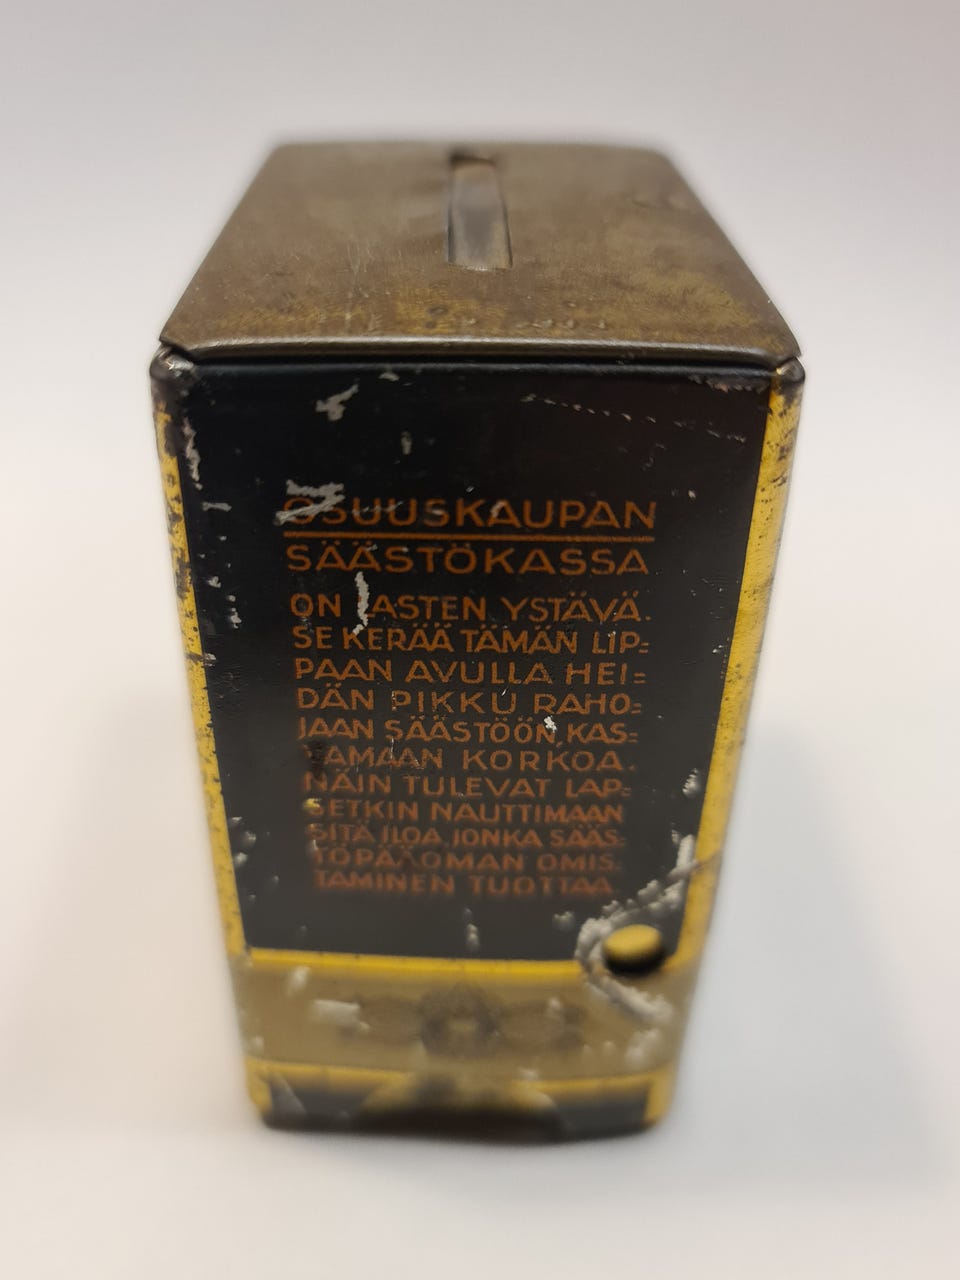 OSUUSKAUPAN
SÄÄSTÖKASSA
ON LASTEN YSTÄVÄ.
SE KERÄÄ TÄMÄN LIP=
PAAN AVULLA HEI=
DÄN PIKKU RAHO=
JAAN SÄÄSTÖÖN, KAS=
VAMAAN KORKOA.
NÄIN TULEVAT LAP=
SETKIN NAUTTIMAAN
SITÄ ILOA, JONKA SÄÄS=
TÖPÄÄOMAN OMIS=
TAMINEN TUOTTAA